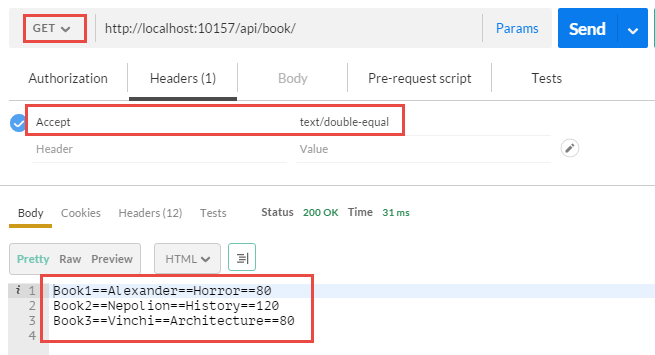 GET http://localhost:10157/api/book/ Params Send
Authorization Headers (1) Body Pre-request script Tests
Accept text/double-equal
Header Value
Body Cookies Headers (12) Tests Status 200 OK Time 31 ms
Pretty Raw Preview HTML
i 1 Book1==Alexander==Horror==80
2 Book2==Nepolion==History==120
3 Book3==Vinchi==Architecture==80
4